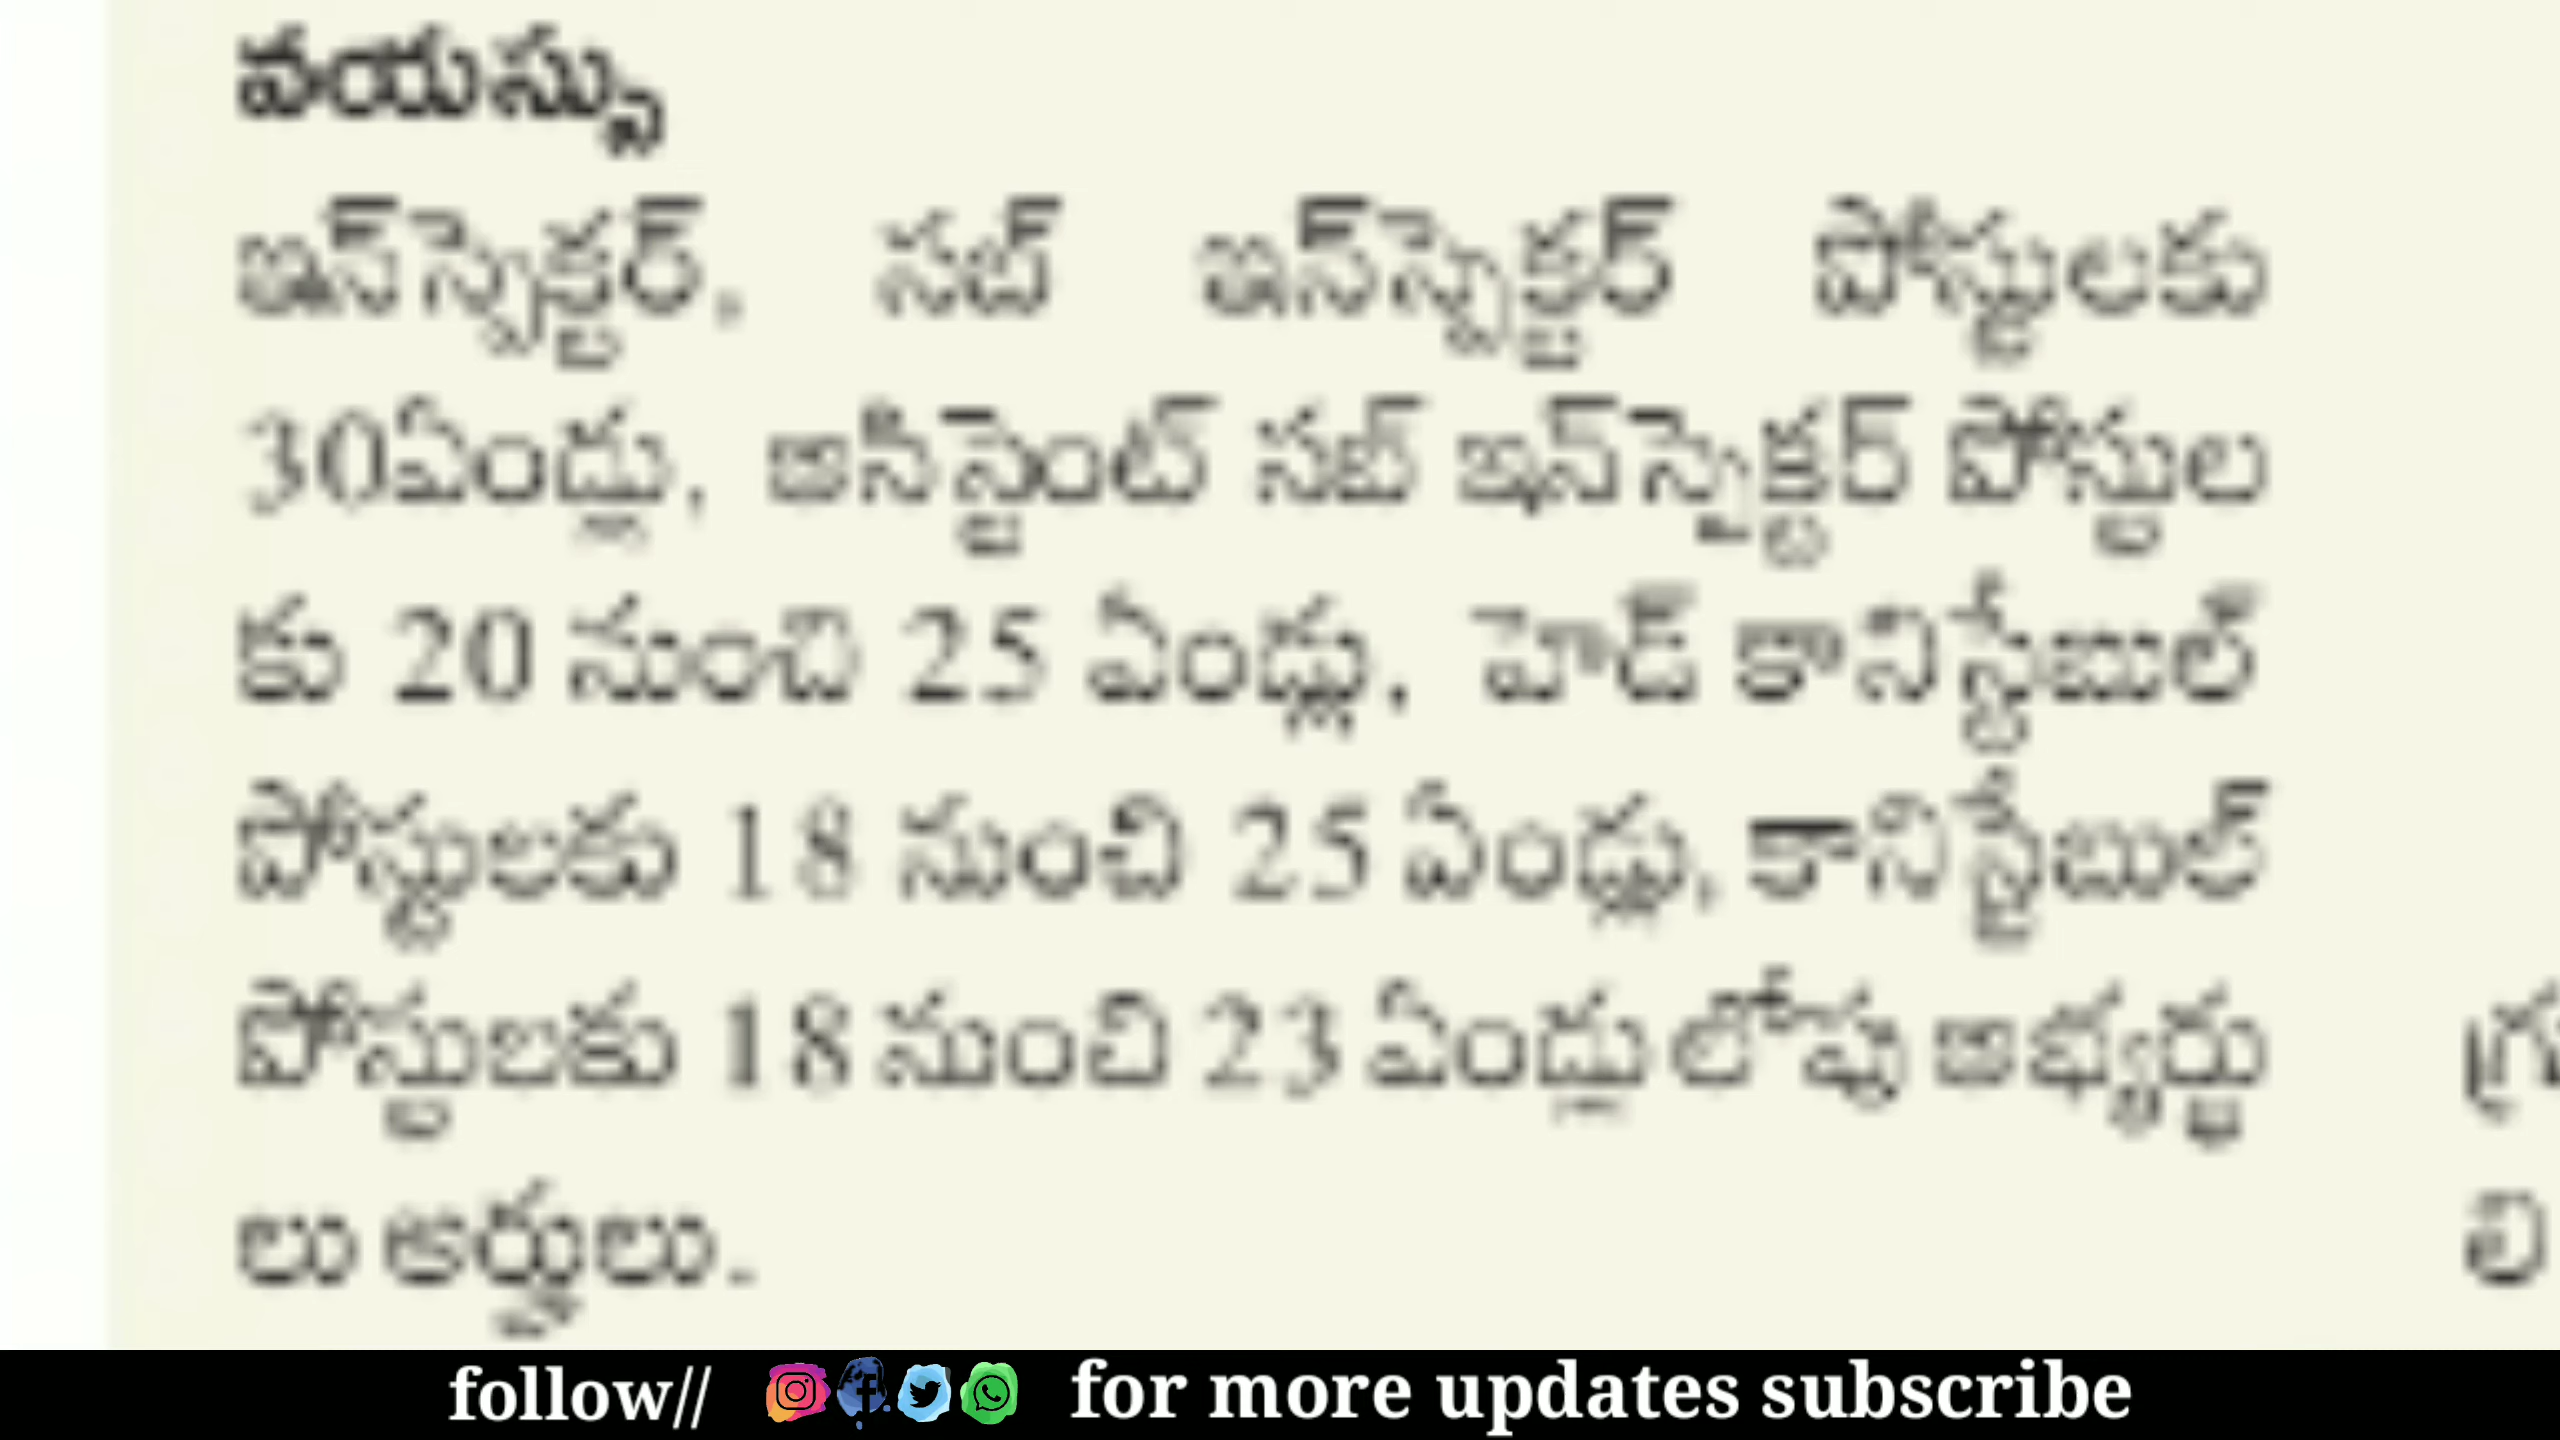 వయస్సు
ఇన్‌స్పెక్టర్, సబ్ ఇన్‌స్పెక్టర్ పోస్టులకు
30ఏండ్లు, అసిస్టెంట్ సబ్ ఇన్‌స్పెక్టర్ పోస్టుల
కు 20 నుంచి 25 ఏండ్లు, హెడ్ కానిస్టేబుల్
పోస్టులకు 18 నుంచి 25 ఏండ్లు, కానిస్టేబుల్
పోస్టులకు 18 నుంచి 23 ఏండ్లలోపు అభ్యర్థు
లు అర్హులు.
follow// for more updates subscribe